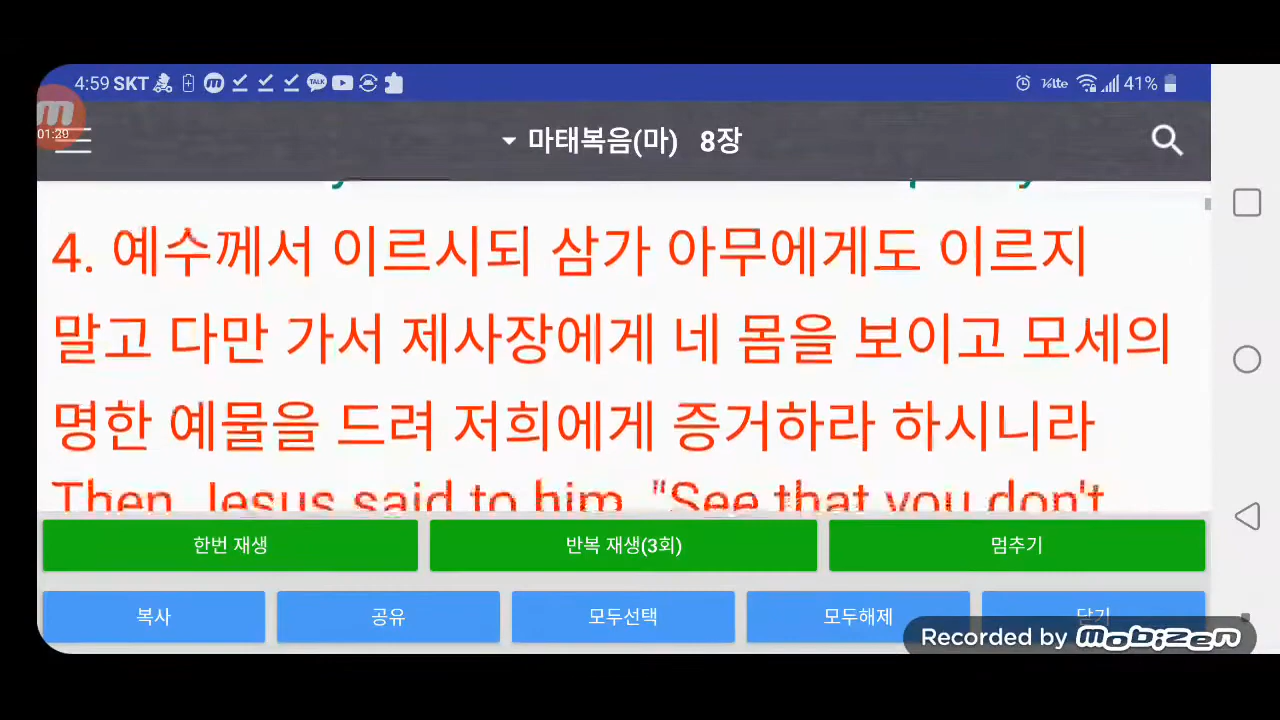 4:59 SKT TALK VoLTE 41%
01:29
마태복음(마) 8장
4. 예수께서 이르시되 삼가 아무에게도 이르지
말고 다만 가서 제사장에게 네 몸을 보이고 모세의
명한 예물을 드려 저희에게 증거하라 하시니라
Then Jesus said to him, "See that you don't
한번 재생 반복 재생(3회) 멈추기
복사 공유 모두선택 모두해제 닫기
Recorded by mobizen